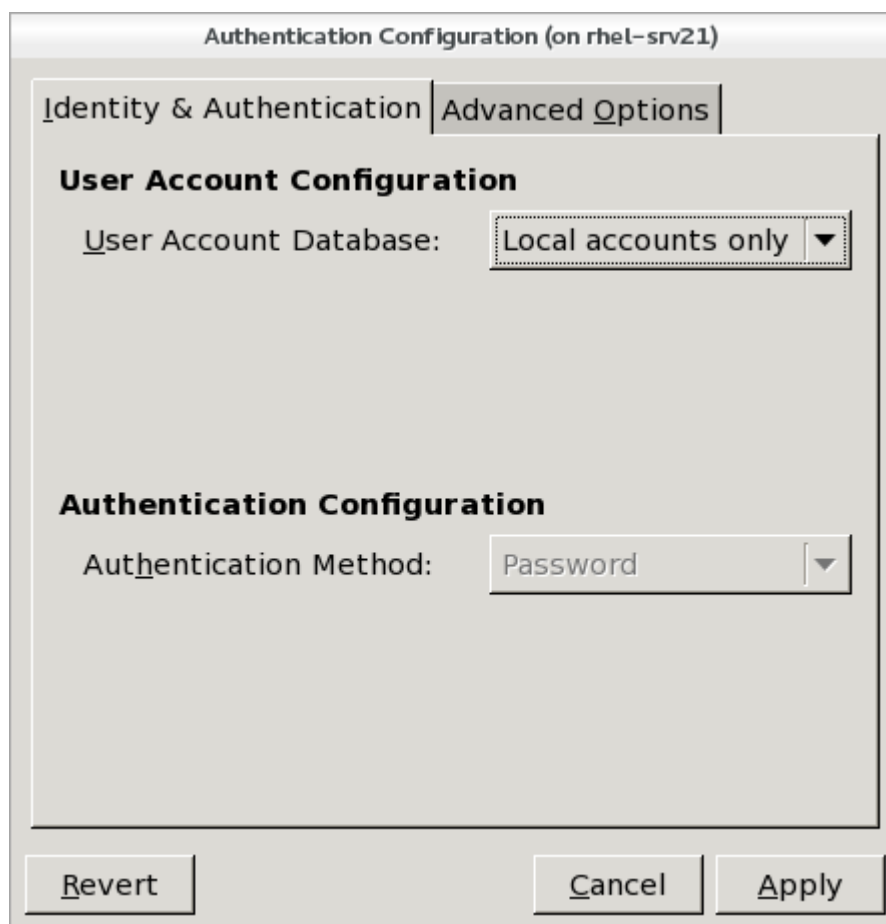 Authentication Configuration (on rhel-srv21)
Identity & Authentication Advanced Options
User Account Configuration
User Account Database: Local accounts only
Authentication Configuration
Authentication Method: Password
Revert Cancel Apply